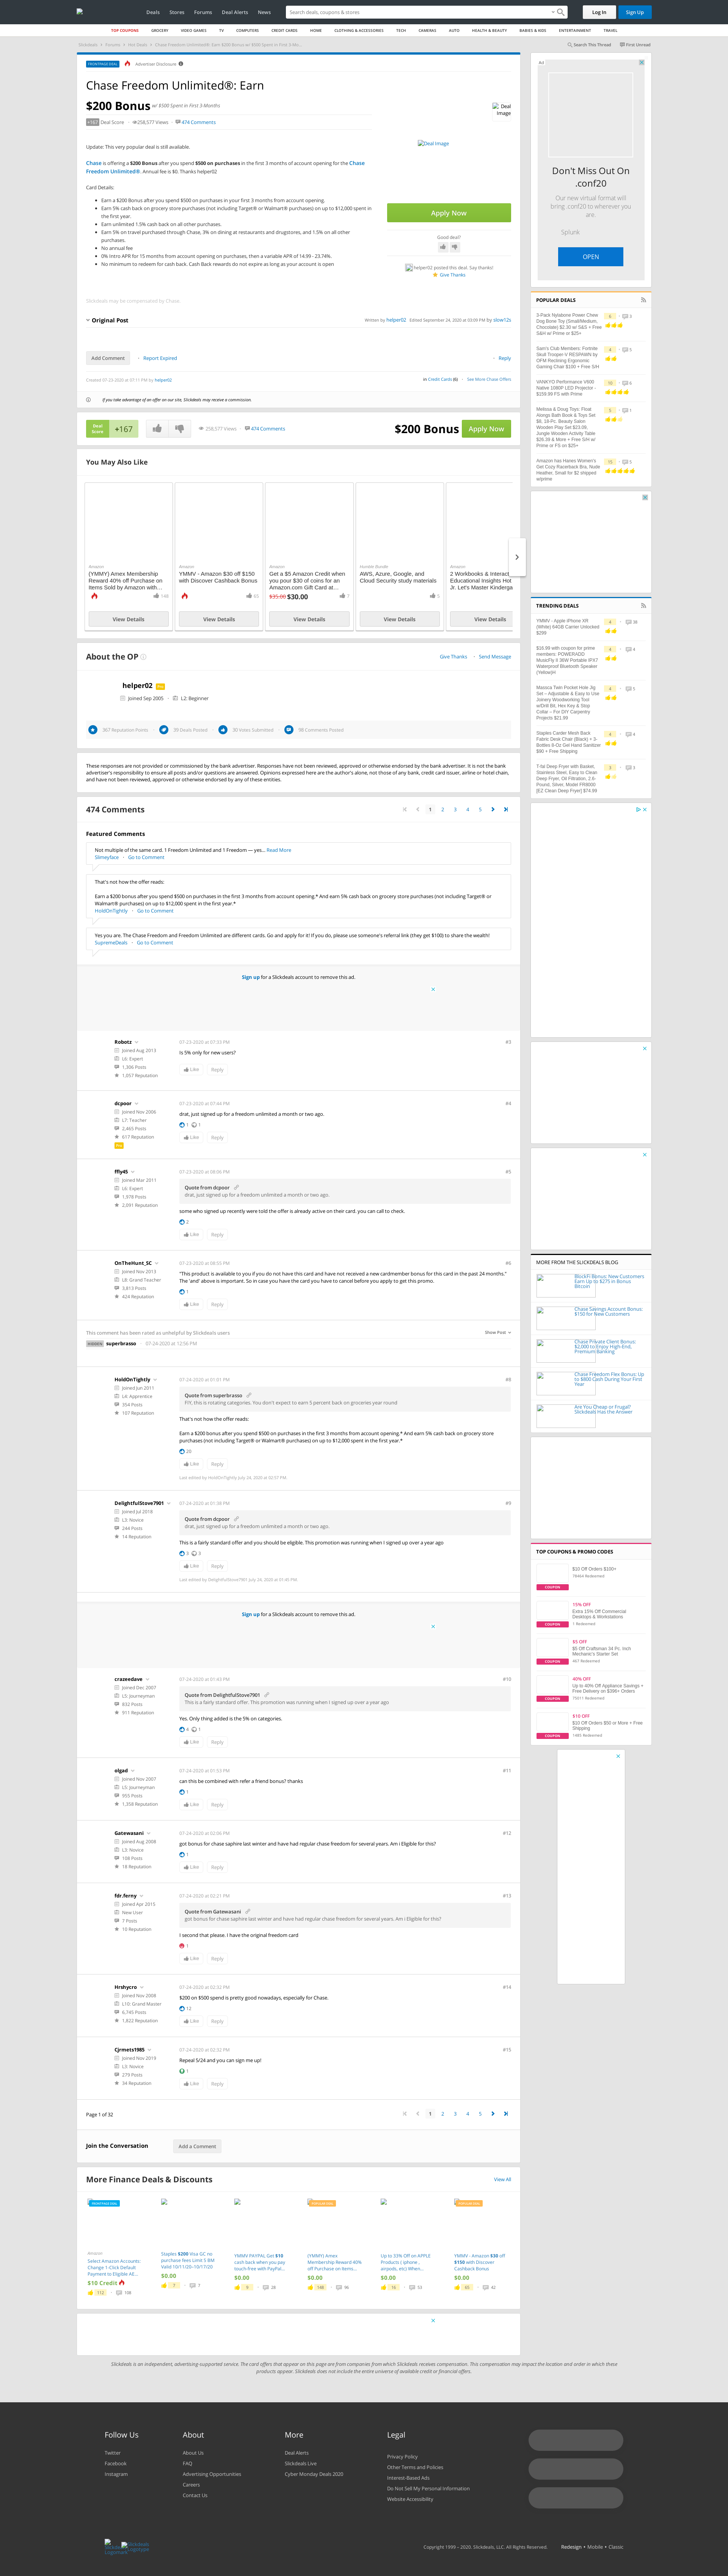 Deals Stores Forums Deal Alerts News
Search deals, coupons & stores
Log In Sign Up
TOP COUPONS GROCERY VIDEO GAMES TV COMPUTERS CREDIT CARDS HOME CLOTHING & ACCESSORIES TECH CAMERAS AUTO HEALTH & BEAUTY BABIES & KIDS ENTERTAINMENT TRAVEL
Slickdeals › Forums › Hot Deals › Chase Freedom Unlimited®: Earn $200 Bonus w/ $500 Spent in First 3 Mo...
Search This Thread First Unread
FRONTPAGE DEAL Advertiser Disclosure
Chase Freedom Unlimited®: Earn
$200 Bonus w/ $500 Spent in First 3 Months
+167 Deal Score 258,577 Views 474 Comments
Deal Image
Update: This very popular deal is still available.
Chase is offering a $200 Bonus after you spend $500 on purchases in the first 3 months of account opening for the Chase
Freedom Unlimited®. Annual fee is $0. Thanks helper02
Card Details:
Earn a $200 Bonus after you spend $500 on purchases in your first 3 months from account opening.
Earn 5% cash back on grocery store purchases (not including Target® or Walmart® purchases) on up to $12,000 spent in
the first year.
Earn unlimited 1.5% cash back on all other purchases.
Earn 5% on travel purchased through Chase, 3% on dining at restaurants and drugstores, and 1.5% on all other
purchases.
No annual fee
0% Intro APR for 15 months from account opening on purchases, then a variable APR of 14.99 - 23.74%.
No minimum to redeem for cash back. Cash Back rewards do not expire as long as your account is open
Deal Image
Apply Now
Good deal?
helper02 posted this deal. Say thanks!
Give Thanks
Slickdeals may be compensated by Chase.
Original Post
Written by helper02 Edited September 24, 2020 at 03:09 PM by slow12s
Add Comment Report Expired
Reply
Created 07-23-2020 at 07:11 PM by helper02
in Credit Cards (6) See More Chase Offers
If you take advantage of an offer on our site, Slickdeals may receive a commission.
Deal Score +167
258,577 Views 474 Comments
$200 Bonus Apply Now
You May Also Like
Amazon
(YMMY) Amex Membership Reward 40% off Purchase on Items Sold by Amazon with...
148
View Details
Amazon
YMMV - Amazon $30 off $150 with Discover Cashback Bonus
View Details
Amazon
Get a $5 Amazon Credit when you pour $30 of coins for an Amazon.com Gift Card at...
$35.00 $30.00
View Details
Humble Bundle
AWS, Azure, Google, and Cloud Security study materials
View Details
Amazon
2 Workbooks & Interact
Educational Insights Hot
Jr. Let's Master Kinderga
View Details
About the OP
Give Thanks Send Message
helper02 Pro
Joined Sep 2005 L2: Beginner
367 Reputation Points 39 Deals Posted 30 Votes Submitted 98 Comments Posted
These responses are not provided or commissioned by the bank advertiser. Responses have not been reviewed, approved or otherwise endorsed by the bank advertiser. It is not the bank
advertiser's responsibility to ensure all posts and/or questions are answered. Opinions expressed here are the author's alone, not those of any bank, credit card issuer, airline or hotel chain,
and have not been reviewed, approved or otherwise endorsed by any of these entities.
474 Comments
1 2 3 4 5
Featured Comments
Not multiple of the same card. 1 Freedom Unlimited and 1 Freedom — yes... Read More
Slimeyface Go to Comment
That's not how the offer reads:
Earn a $200 bonus after you spend $500 on purchases in the first 3 months from account opening.* And earn 5% cash back on grocery store purchases (not including Target® or
Walmart® purchases) on up to $12,000 spent in the first year.*
HoldOnTightly Go to Comment
Yes you are. The Chase Freedom and Freedom Unlimited are different cards. Go and apply for it! If you do, please use someone's referral link (they get $100) to share the wealth!
SupremeDeals Go to Comment
Sign up for a Slickdeals account to remove this ad.
Robotz
Joined Aug 2013
L6: Expert
1,306 Posts
1,057 Reputation
07-23-2020 at 07:33 PM #3
Is 5% only for new users?
Like Reply
dcpoor
Joined Nov 2006
L7: Teacher
2,465 Posts
617 Reputation
Pro
07-23-2020 at 07:44 PM #4
drat, just signed up for a freedom unlimited a month or two ago.
1 1
Like Reply
ffly45
Joined Mar 2011
L6: Expert
1,978 Posts
2,091 Reputation
07-23-2020 at 08:06 PM #5
Quote from dcpoor
drat, just signed up for a freedom unlimited a month or two ago.
some who signed up recently were told the offer is already active on their card. you can call to check.
2
Like Reply
OnTheHunt_SC
Joined Nov 2013
L8: Grand Teacher
3,813 Posts
424 Reputation
07-23-2020 at 08:55 PM #6
"This product is available to you if you do not have this card and have not received a new cardmember bonus for this card in the past 24 months."
The 'and' above is important. So in case you have the card you have to cancel before you apply to get this promo.
1
Like Reply
This comment has been rated as unhelpful by Slickdeals users
Show Post
HIDDEN superbrasso 07-24-2020 at 12:56 PM
HoldOnTightly
Joined Jun 2011
L4: Apprentice
354 Posts
107 Reputation
07-24-2020 at 01:01 PM #8
Quote from superbrasso
FIY, this is rotating categories. You don't expect to earn 5 percent back on groceries year round
That's not how the offer reads:
Earn a $200 bonus after you spend $500 on purchases in the first 3 months from account opening.* And earn 5% cash back on grocery store
purchases (not including Target® or Walmart® purchases) on up to $12,000 spent in the first year.*
20
Like Reply
Last edited by HoldOnTightly July 24, 2020 at 02:57 PM.
DelightfulStove7901
Joined Jul 2018
L3: Novice
244 Posts
14 Reputation
07-24-2020 at 01:38 PM #9
Quote from dcpoor
drat, just signed up for a freedom unlimited a month or two ago.
This is a fairly standard offer and you should be eligible. This promotion was running when I signed up over a year ago
3 3
Like Reply
Last edited by DelightfulStove7901 July 24, 2020 at 01:40 PM.
Sign up for a Slickdeals account to remove this ad.
crazeedave
Joined Dec 2007
L5: Journeyman
832 Posts
911 Reputation
07-24-2020 at 01:43 PM #10
Quote from DelightfulStove7901
This is a fairly standard offer. This promotion was running when I signed up over a year ago
Yes. Only thing added is the 5% on categories.
1
Like Reply
olgad
Joined Nov 2007
L5: Journeyman
955 Posts
1,358 Reputation
07-24-2020 at 01:53 PM #11
can this be combined with refer a friend bonus? thanks
1
Like Reply
Gatewasani
Joined Aug 2008
L3: Novice
168 Posts
18 Reputation
07-24-2020 at 02:06 PM #12
got bonus for chase saphire last winter and have had regular chase freedom for several years. Am i Eligible for this?
1
Like Reply
fdr.ferny
Joined Apr 2015
New User
7 Posts
10 Reputation
07-24-2020 at 02:21 PM #13
Quote from Gatewasani
got bonus for chase saphire last winter and have had regular chase freedom for several years. Am i Eligible for this?
I second that please. I have the original freedom card
1
Like Reply
Hrshycro
Joined Nov 2008
L10: Grand Master
6,745 Posts
1,822 Reputation
07-24-2020 at 02:32 PM #14
$200 on $500 spend is pretty good nowadays, especially for Chase.
12
Like Reply
Cjrmets1985
Joined Nov 2019
L3: Novice
279 Posts
34 Reputation
07-24-2020 at 02:32 PM #15
Repeal 5/24 and you can sign me up!
1
Like Reply
Page 1 of 32
1 2 3 4 5
Join the Conversation Add a Comment
More Finance Deals & Discounts View All
FRONTPAGE DEAL
Amazon
Select Amazon Accounts: Change 1-Click Default Payment to Eligible AE...
$10 Credit
112 108
Staples $200 Visa GC no purchase fees Limit 5 BM Valid 10/11/20-10/17/20
$0.00
7 7
YMMV PAYPAL Get $10 cash back when you pay touch-free with PayPal...
$0.00
9 28
POPULAR DEAL
(YMMY) Amex Membership Reward 40% off Purchase on Items...
$0.00
148 96
Up to 33% Off on APPLE Products ( iphone , airpods, etc) When...
$0.00
16 53
POPULAR DEAL
YMMV - Amazon $30 off $150 with Discover Cashback Bonus
$0.00
65 42
Slickdeals is an independent, advertising-supported service. The card offers that appear on this page are from companies from which Slickdeals receives compensation. This compensation may impact the location and order in which these
products appear. Slickdeals does not include the entire universe of available credit or financial offers.
Ad
Don't Miss Out On .conf20
Our new virtual format will bring .conf20 to wherever you are.
Splunk
OPEN
POPULAR DEALS
3-Pack Nylabone Power Chew Dog Bone Toy (Small/Medium, Chocolate) $2.30 w/ S&S + Free S&H w/ Prime or $25+
Sam's Club Members: Fortnite Skull Trooper-V RESPAWN by OFM Reclining Ergonomic Gaming Chair $100 + Free S/H
VANKYO Performance V600 Native 1080P LED Projector - $159.99 FS with Prime
Melissa & Doug Toys: Float Alongs Bath Book & Toys Set $8; 18-Pc. Beauty Salon Wooden Play Set $23.09, Jungle Wooden Activity Table $26.39 & More + Free S/H w/ Prime or FS on $25+
Amazon has Hanes Women's Get Cozy Racerback Bra, Nude Heather, Small for $2 shipped w/prime
TRENDING DEALS
YMMV - Apple iPhone XR (White) 64GB Carrier Unlocked $299
$16.99 with coupon for prime members. POWERADD MusicFly II 36W Portable IPX7 Waterproof Bluetooth Speaker (Yellow)#
Massca Twin Pocket Hole Jig Set – Adjustable & Easy to Use Joinery Woodworking Tool w/Drill Bit, Hex Key & Stop Collar – For DIY Carpentry Projects $21.99
Staples Carder Mesh Back Fabric Desk Chair (Black) + 3-Bottles 8-Oz Gel Hand Sanitizer $90 + Free Shipping
T-fal Deep Fryer with Basket, Stainless Steel, Easy to Clean Deep Fryer, Oil Filtration, 2.6-Pound, Silver, Model FR8000 [EZ Clean Deep Fryer] $74.99
MORE FROM THE SLICKDEALS BLOG
BlockFi Bonus: New Customers Earn Up to $275 in Bonus Bitcoin
Chase Savings Account Bonus: $150 for New Customers
Chase Private Client Bonus: $2,000 to Enjoy High-End, Premium Banking
Chase Freedom Flex Bonus: Up to $800 Cash During Your First Year
Are You Cheap or Frugal? Slickdeals Has the Answer
TOP COUPONS & PROMO CODES
$10 Off Orders $100+
COUPON
15% OFF
Extra 15% Off Commercial Desktops & Workstations
1 Redeemed
COUPON
$5 OFF
$5 Off Craftsman 24 Pc. Inch Mechanic's Starter Set
COUPON
40% OFF
Up to 40% Off Appliance Savings + Free Delivery on $396+ Orders
COUPON
$10 OFF
$10 Off Orders $50 or More + Free Shipping
COUPON
Follow Us
Twitter
Facebook
Instagram
About
About Us
FAQ
Advertising Opportunities
Careers
Contact Us
More
Deal Alerts
Slickdeals Live
Cyber Monday Deals 2020
Legal
Privacy Policy
Other Terms and Policies
Interest-Based Ads
Do Not Sell My Personal Information
Website Accessibility
Copyright 1999 – 2020. Slickdeals, LLC. All Rights Reserved. Redesign • Mobile • Classic